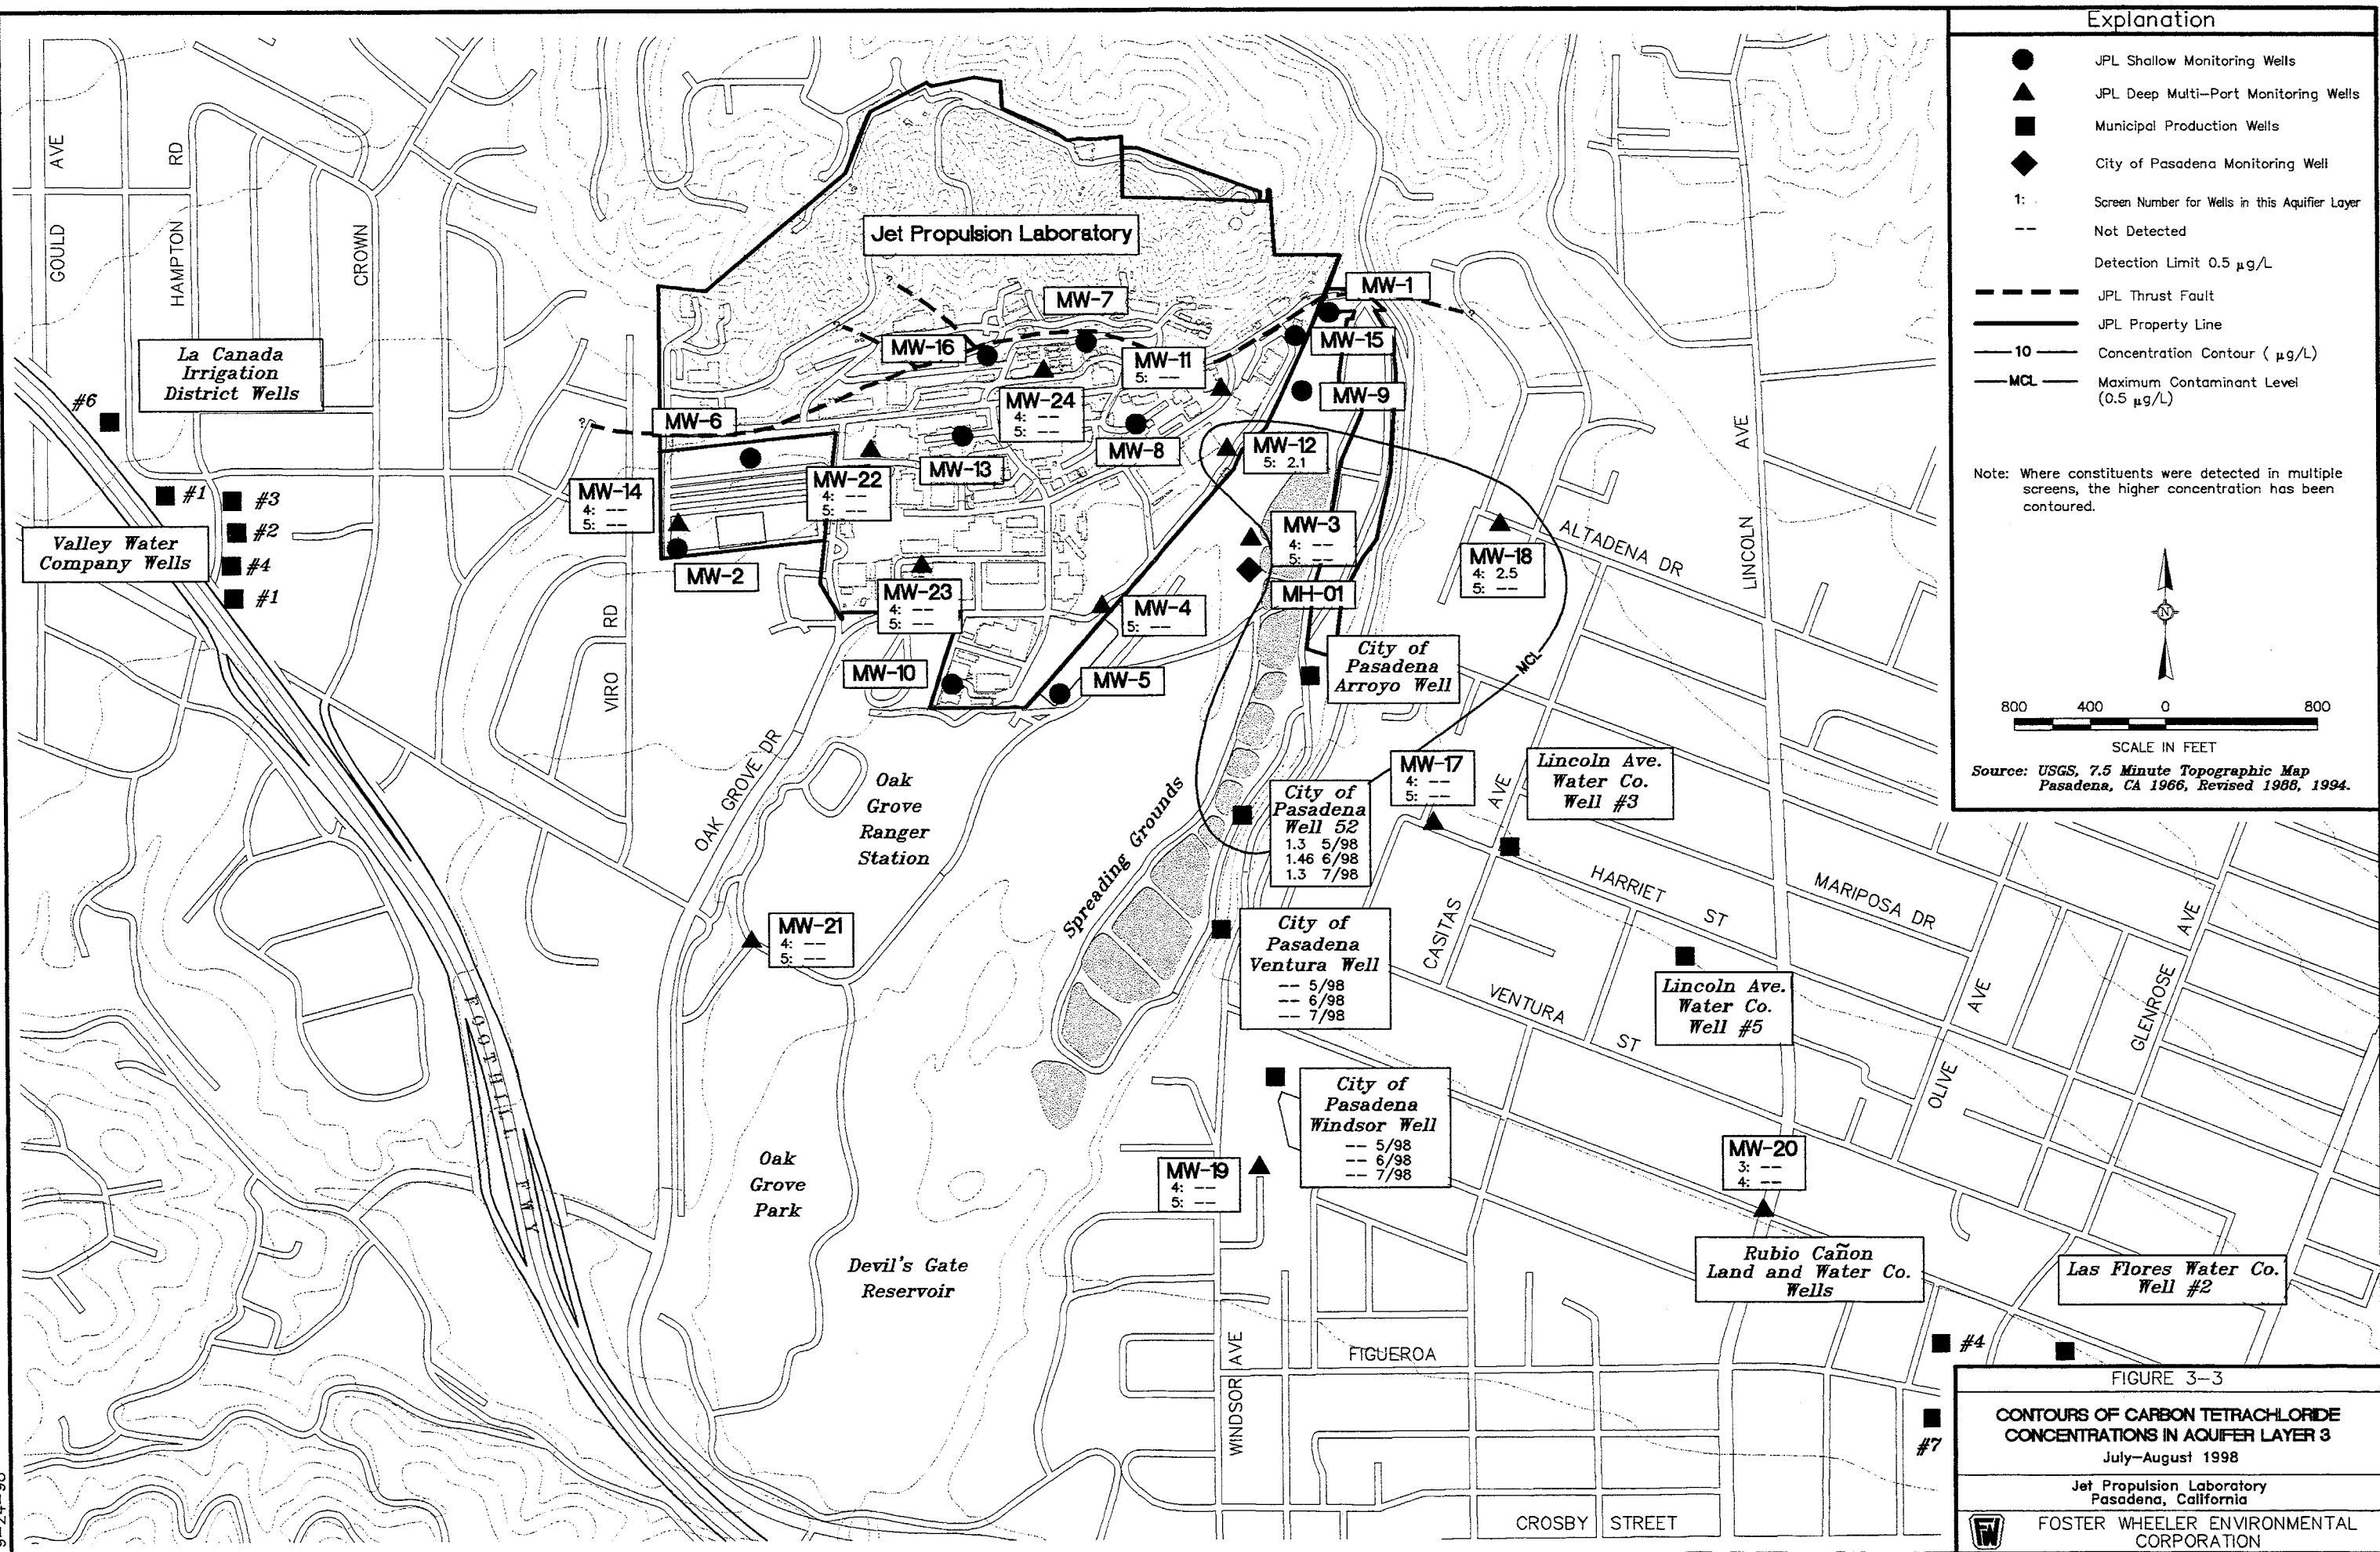 Explanation
JPL Shallow Monitoring Wells
JPL Deep Multi-Port Monitoring Wells
Municipal Production Wells
City of Pasadena Monitoring Well
1: Screen Number for Wells in this Aquifier Layer
-- Not Detected
Detection Limit 0.5 µg/L
JPL Thrust Fault
JPL Property Line
10 Concentration Contour ( µg/L)
MCL Maximum Contaminant Level
(0.5 µg/L)
Note: Where constituents were detected in multiple
screens, the higher concentration has been
contoured.
N
800 400 0 800
SCALE IN FEET
Source: USGS, 7.5 Minute Topographic Map
Pasadena, CA 1966, Revised 1988, 1994.
GOULD AVE
HAMPTON RD
CROWN
Jet Propulsion Laboratory
?
?
?
?
MW-1
MW-7
MW-15
MW-16
MW-11
5: --
MW-9
MW-24
4: --
5: --
MW-6
MW-8
MW-12
5: 2.1
MW-13
MW-22
4: --
5: --
MW-14
4: --
5: --
La Canada
Irrigation
District Wells
#6
#1
#3
#2
#4
#1
Valley Water
Company Wells
MW-2
MW-3
4: --
5: --
MH-01
MW-18
4: 2.5
5: --
MW-23
4: --
5: --
MW-4
5: --
MW-10
MW-5
VIRO RD
ALTADENA DR
LINCOLN AVE
MCL
City of
Pasadena
Arroyo Well
OAK GROVE DR
Oak
Grove
Ranger
Station
Spreading Grounds
City of
Pasadena
Well 52
1.3 5/98
1.46 6/98
1.3 7/98
MW-17
4: --
5: --
Lincoln Ave.
Water Co.
Well #3
CASITAS AVE
HARRIET ST
MARIPOSA DR
MW-21
4: --
5: --
City of
Pasadena
Ventura Well
-- 5/98
-- 6/98
-- 7/98
VENTURA ST
Lincoln Ave.
Water Co.
Well #5
OLIVE AVE
GLENROSE AVE
FOOTHILL FWY
City of
Pasadena
Windsor Well
-- 5/98
-- 6/98
-- 7/98
MW-19
4: --
5: --
MW-20
3: --
4: --
Oak
Grove
Park
Devil's Gate
Reservoir
Rubio Cañon
Land and Water Co.
Wells
Las Flores Water Co.
Well #2
#4
#7
WINDSOR AVE
FIGUEROA
CROSBY STREET
9-24-98
FIGURE 3-3
CONTOURS OF CARBON TETRACHLORIDE
CONCENTRATIONS IN AQUIFER LAYER 3
July-August 1998
Jet Propulsion Laboratory
Pasadena, California
FOSTER WHEELER ENVIRONMENTAL
CORPORATION